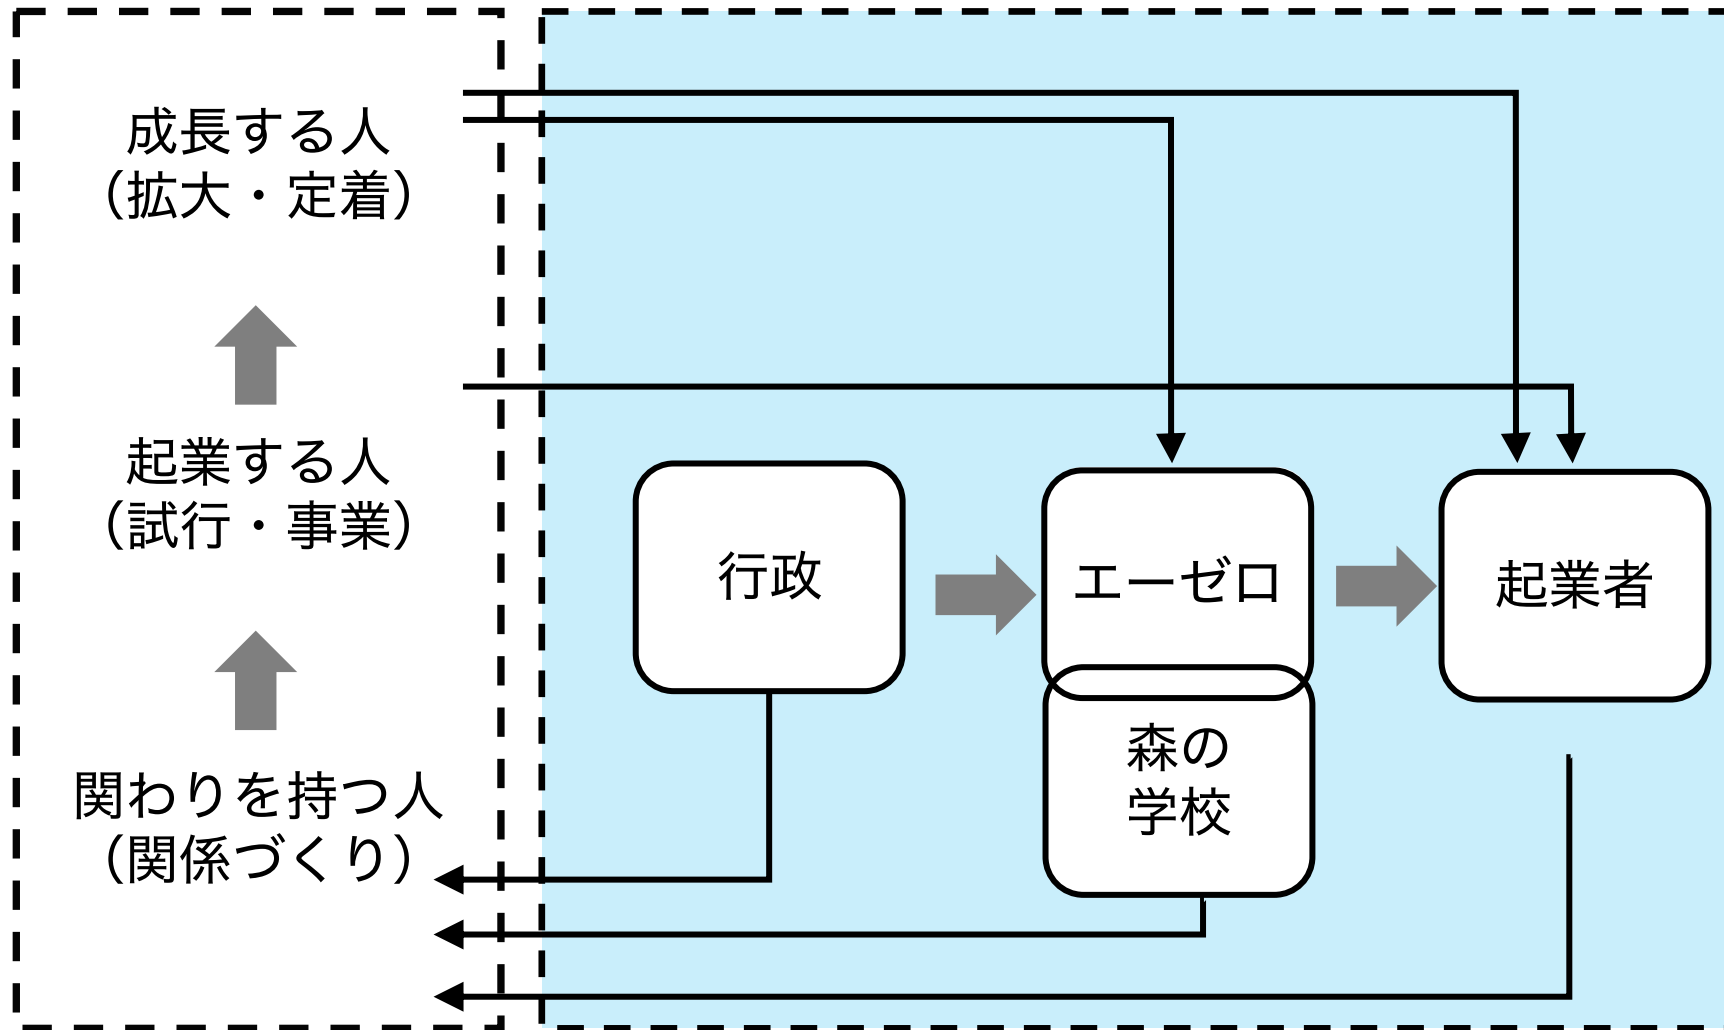 成長する人
（拡大・定着）
起業する人
（試行・事業）
関わりを持つ人
（関係づくり）
行政
エーゼロ
森の
学校
起業者